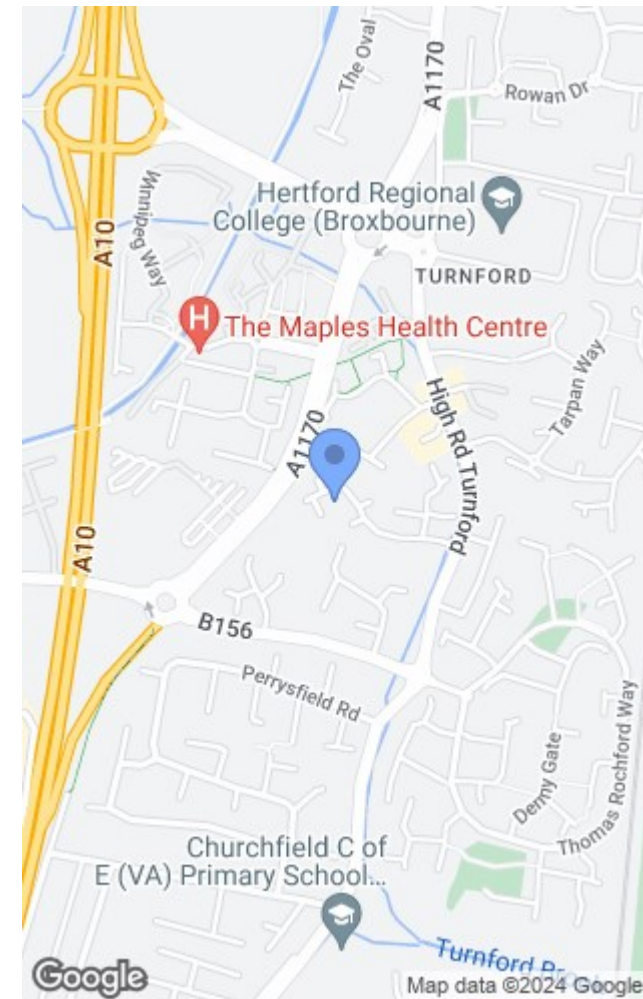 The Oval
A1170
Rowan Dr
Hertford Regional
College (Broxbourne)
A10
Winnipeg Way
TURNFORD
H
The Maples Health Centre
Tarpan Way
High Rd Turnford
A1170
A10
B156
Perrysfield Rd
Denny Gate
Thomas Rochford Way
Churchfield C of
E (VA) Primary School...
Turnford
Google
Map data ©2024 Google